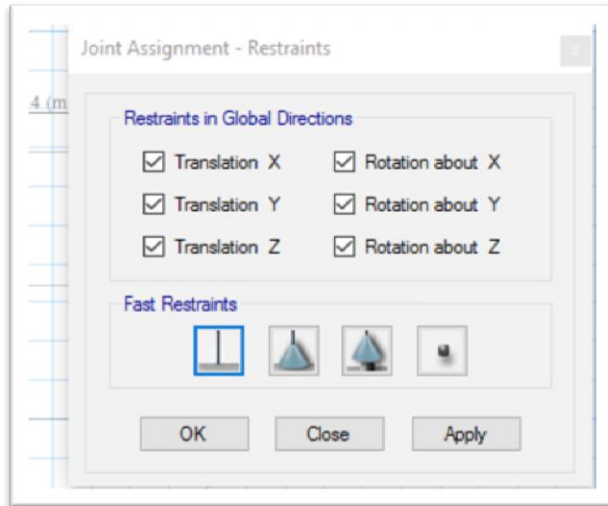 Joint Assignment - Restraints
4.(m
Restraints in Global Directions
Translation X
Rotation about X
Translation Y
Rotation about Y
Translation Z
Rotation about Z
Fast Restraints
OK
Close
Apply